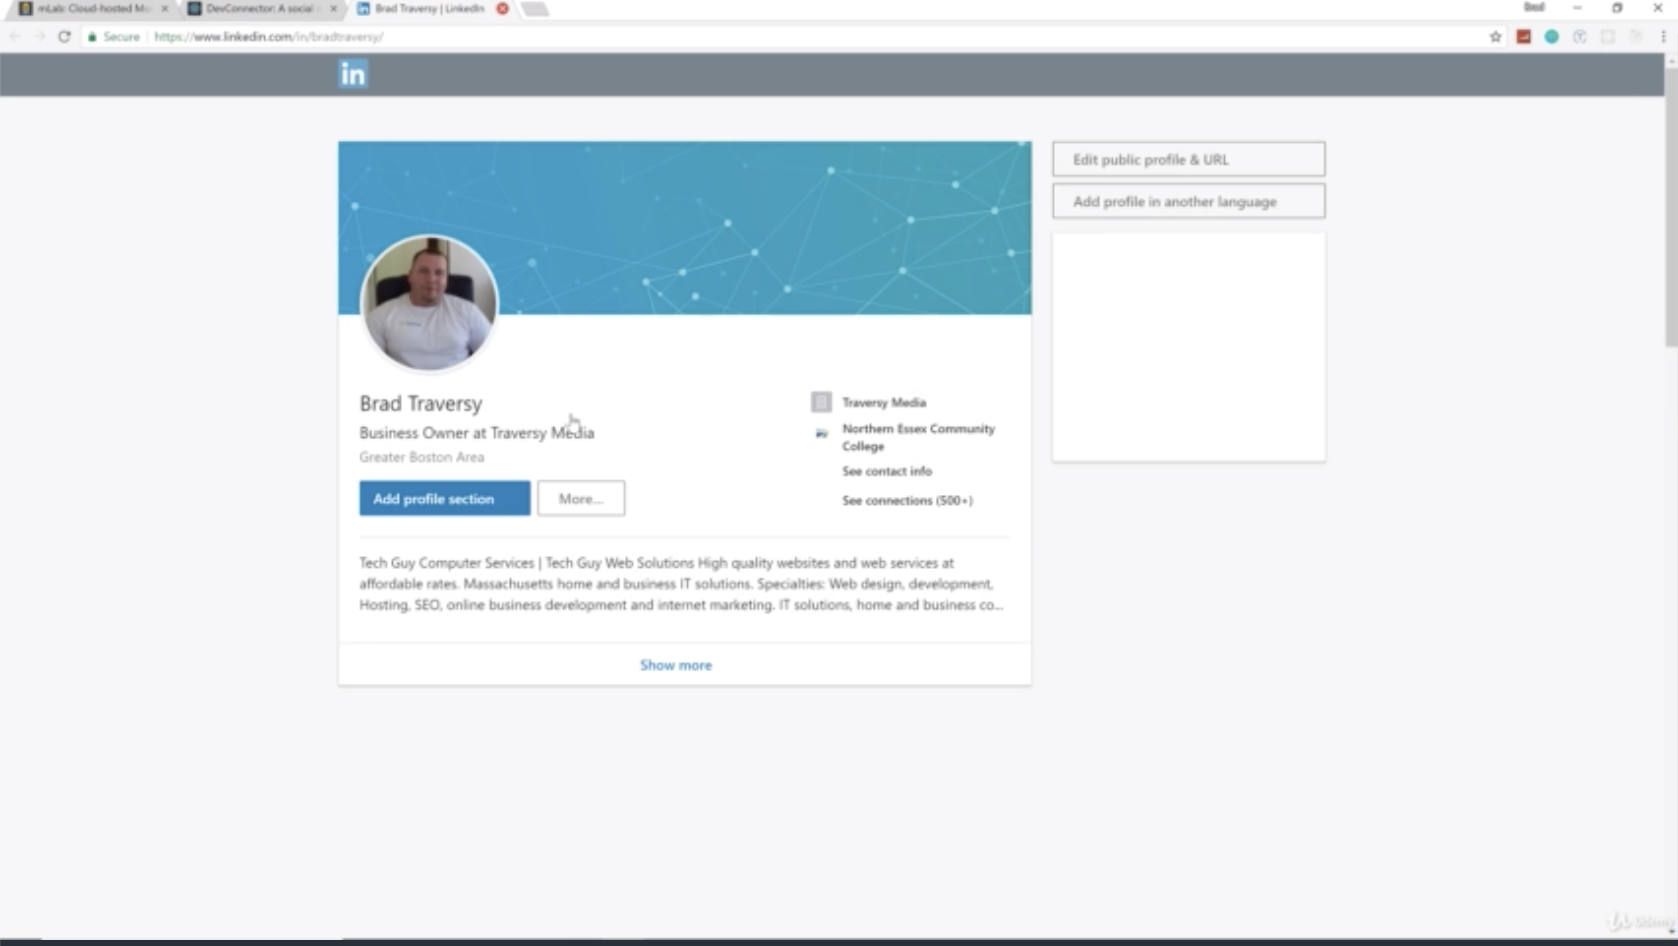 mLab: Cloud-hosted Mo
DevConnector: A social n
Brad Traversy | LinkedIn
Secure
https://www.linkedin.com/in/bradtraversy/
in
Edit public profile & URL
Add profile in another language
Brad Traversy
Business Owner at Traversy Media
Greater Boston Area
Add profile section
More...
Traversy Media
Northern Essex Community
College
See contact info
See connections (500+)
Tech Guy Computer Services | Tech Guy Web Solutions High quality websites and web services at
affordable rates. Massachusetts home and business IT solutions. Specialties: Web design, development,
Hosting, SEO, online business development and internet marketing. IT solutions, home and business co...
Show more
Udemy